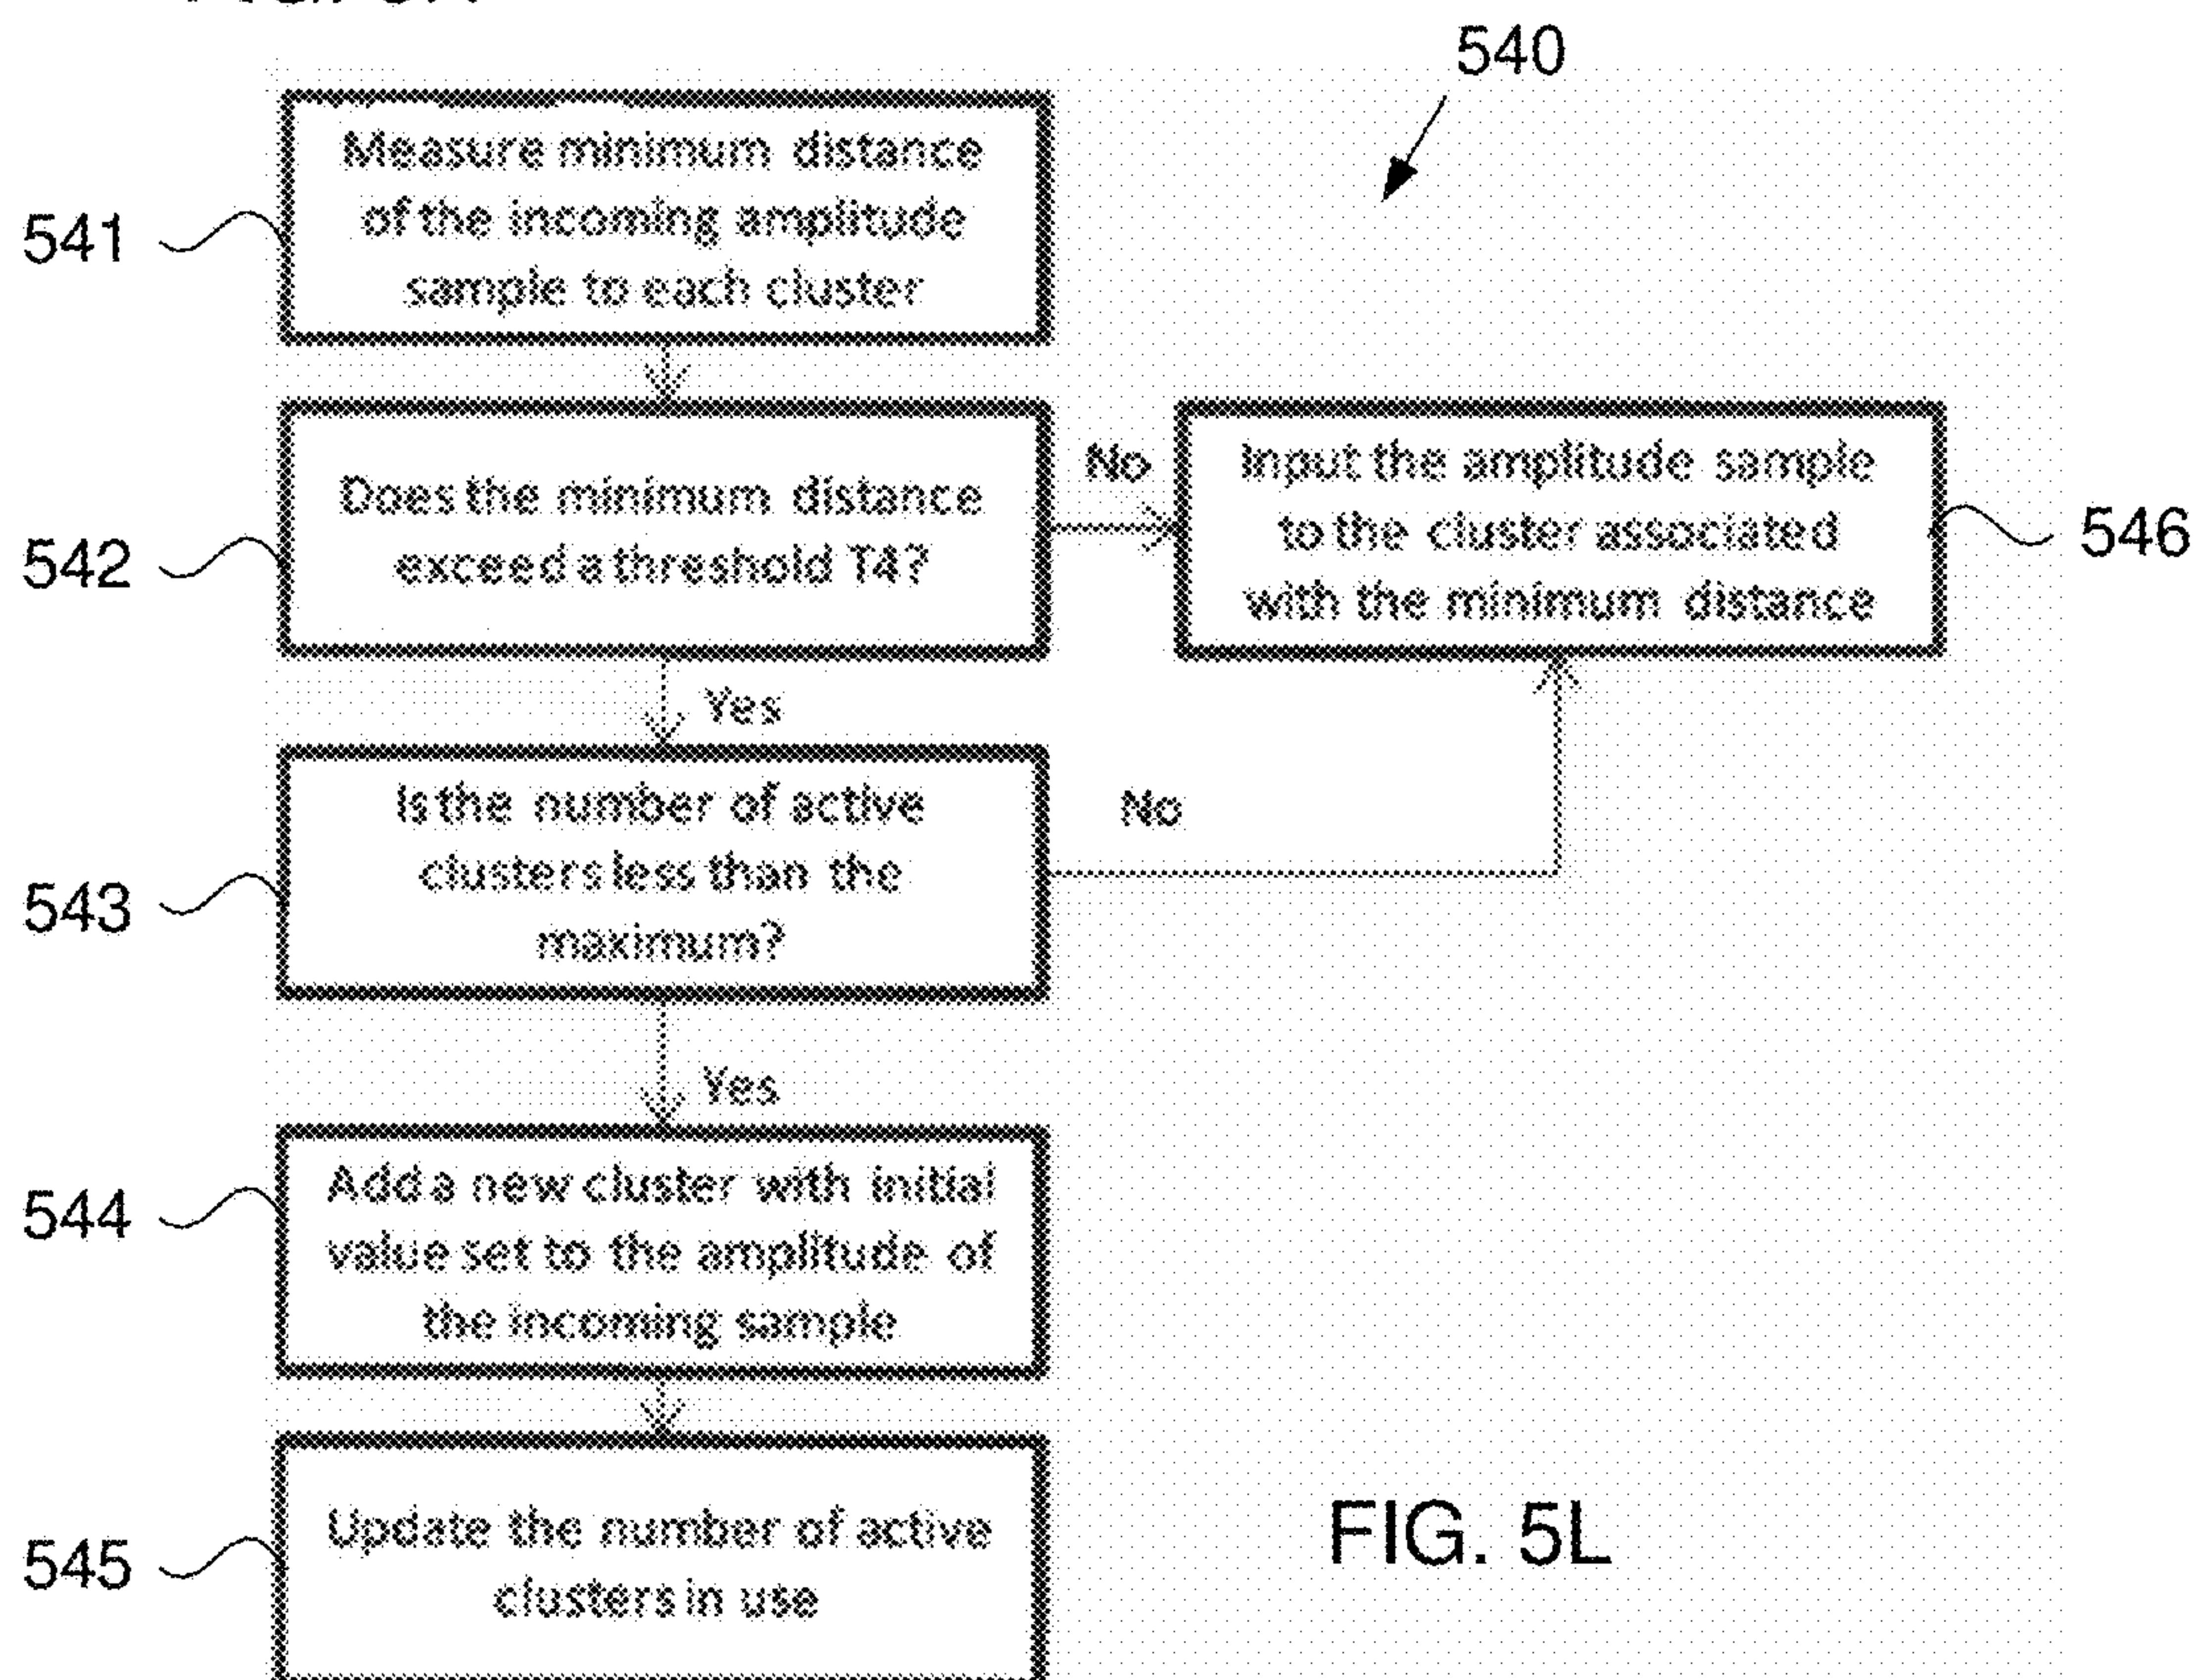 540
541
Measure minimum distance
of the incoming amplitude
sample to each cluster
542
Does the minimum distance
exceed a threshold T4?
No
Input the amplitude sample
to the cluster associated
with the minimum distance
546
Yes
543
Is the number of active
clusters less than the
maximum?
No
Yes
544
Add a new cluster with initial
value set to the amplitude of
the incoming sample
545
Update the number of active
clusters in use
FIG. 5L